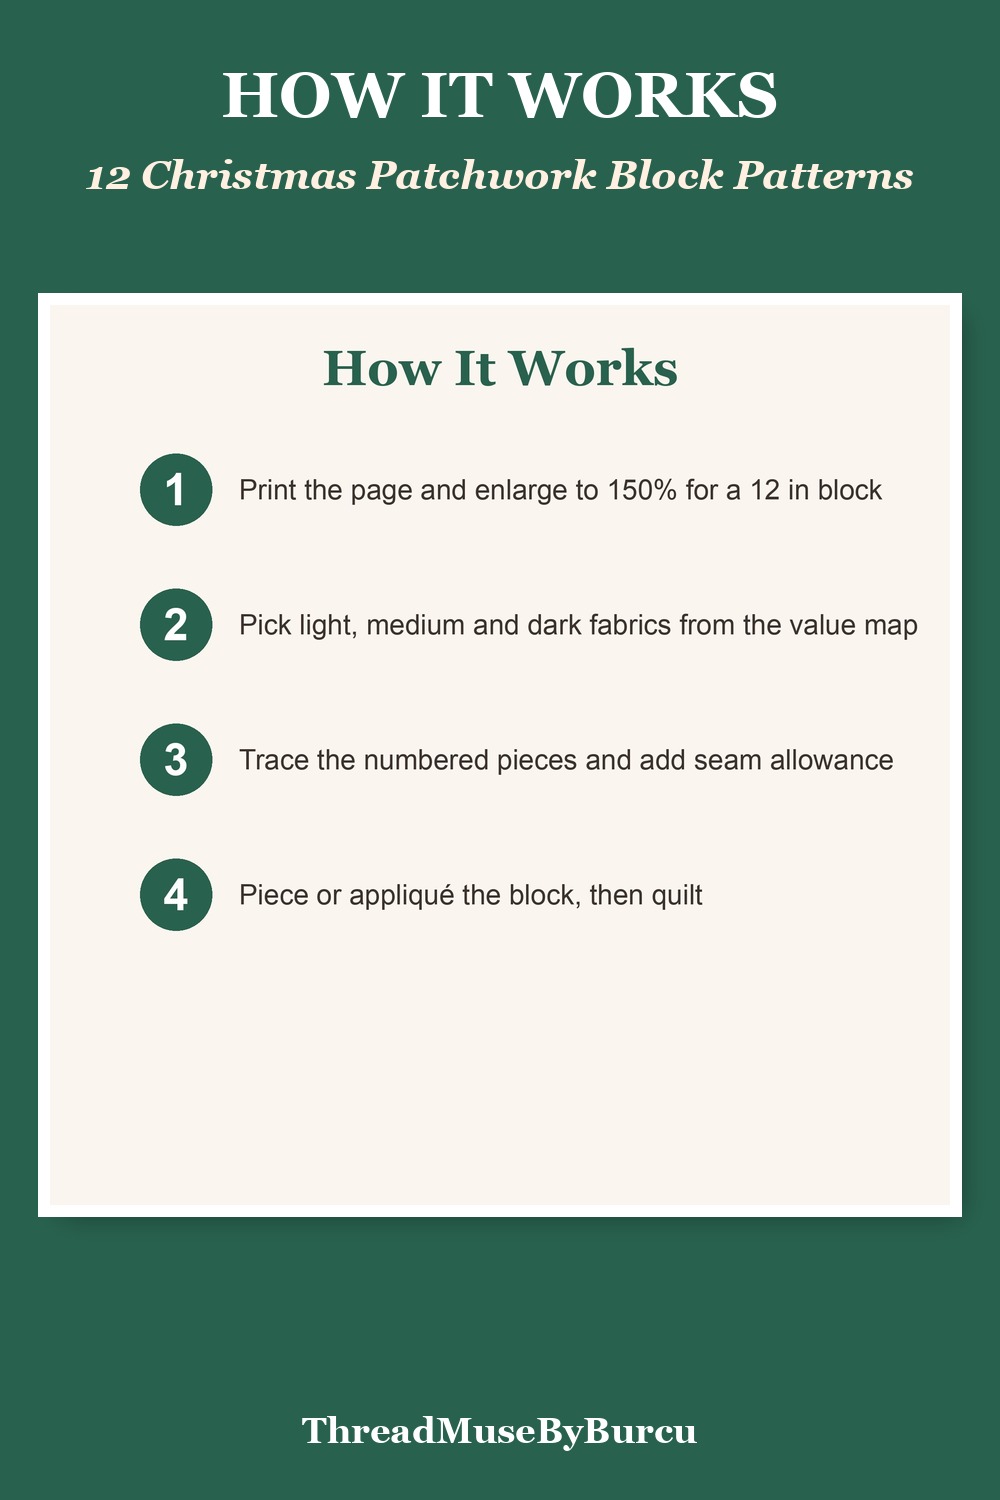 HOW IT WORKS
12 Christmas Patchwork Block Patterns
How It Works
1 Print the page and enlarge to 150% for a 12 in block
2 Pick light, medium and dark fabrics from the value map
3 Trace the numbered pieces and add seam allowance
4 Piece or appliqué the block, then quilt
ThreadMuseByBurcu